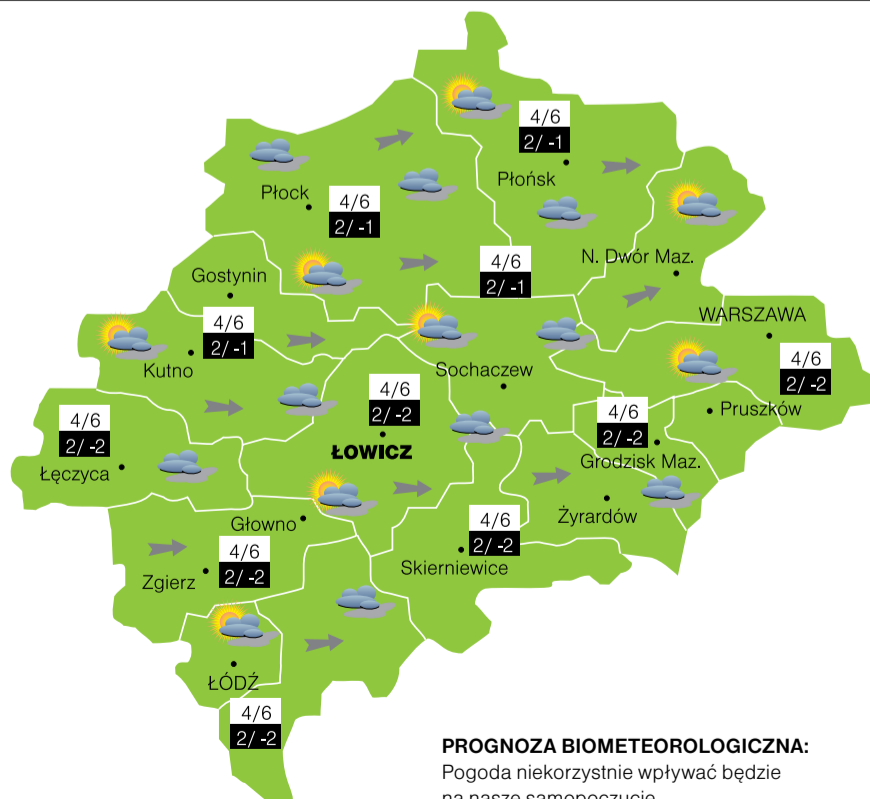 4/6
2/ -1
Płońsk
Płock
4/6
2/ -1
4/6
2/ -1
N. Dwór Maz.
Gostynin
4/6
2/ -1
Kutno
WARSZAWA
4/6
2/ -2
Sochaczew
4/6
2/ -2
ŁOWICZ
Pruszków
4/6
2/ -2
Grodzisk Maz.
4/6
2/ -2
Łęczyca
Żyrardów
Głowno
4/6
2/ -2
Skierniewice
4/6
2/ -2
Zgierz
ŁÓDŹ
4/6
2/ -2
PROGNOZA BIOMETEOROLOGICZNA:
Pogoda niekorzystnie wpływać będzie
na nasze samopoczucie